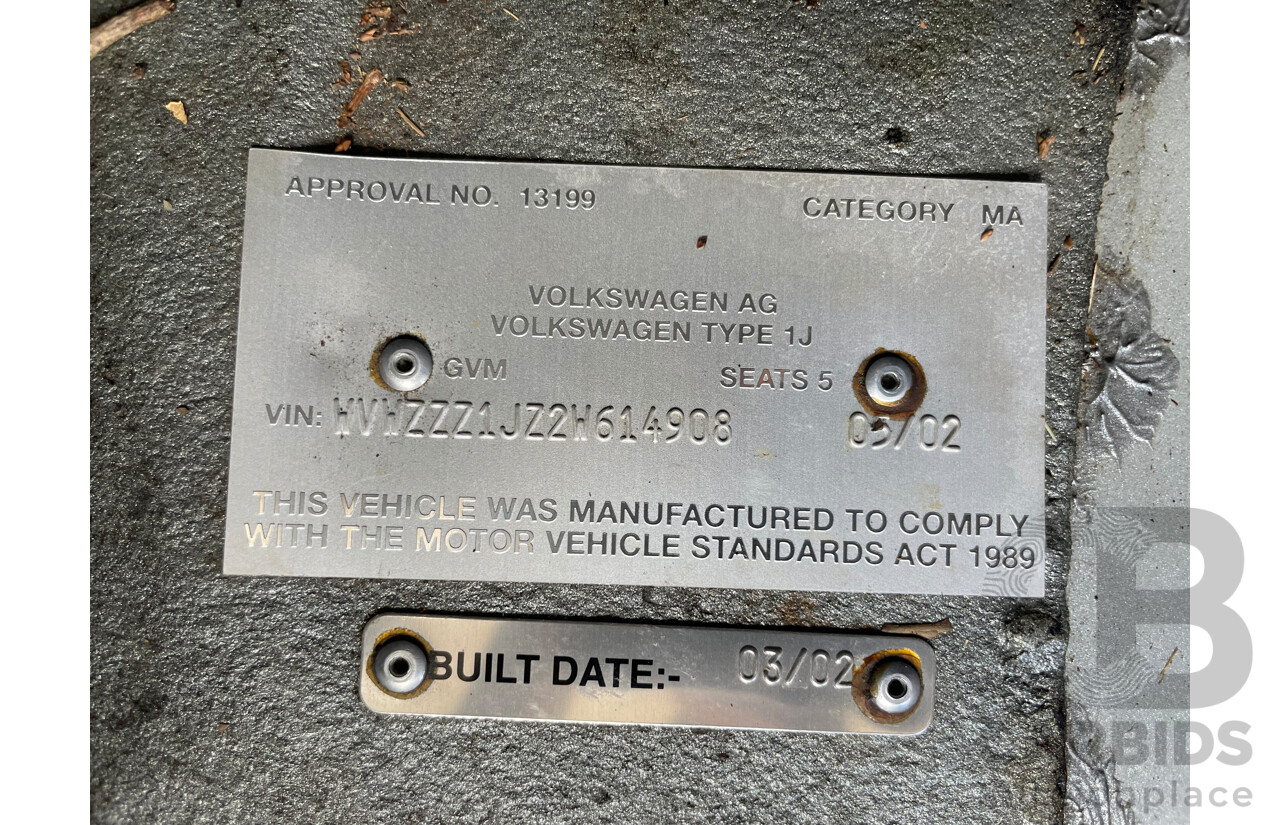 APPROVAL NO. 13199 CATEGORY MA
VOLKSWAGEN AG
VOLKSWAGEN TYPE 1J
GVM SEATS 5
VIN: WVWZZZ1JZ2W614908 03/02
THIS VEHICLE WAS MANUFACTURED TO COMPLY
WITH THE MOTOR VEHICLE STANDARDS ACT 1989
BUILT DATE:- 03/02
B
BIDS